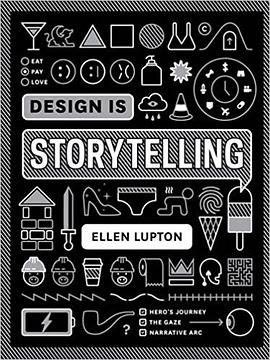 EAT
PAY
LOVE
DESIGN IS
STORYTELLING
ELLEN LUPTON
HERO'S JOURNEY
THE GAZE
NARRATIVE ARC
?